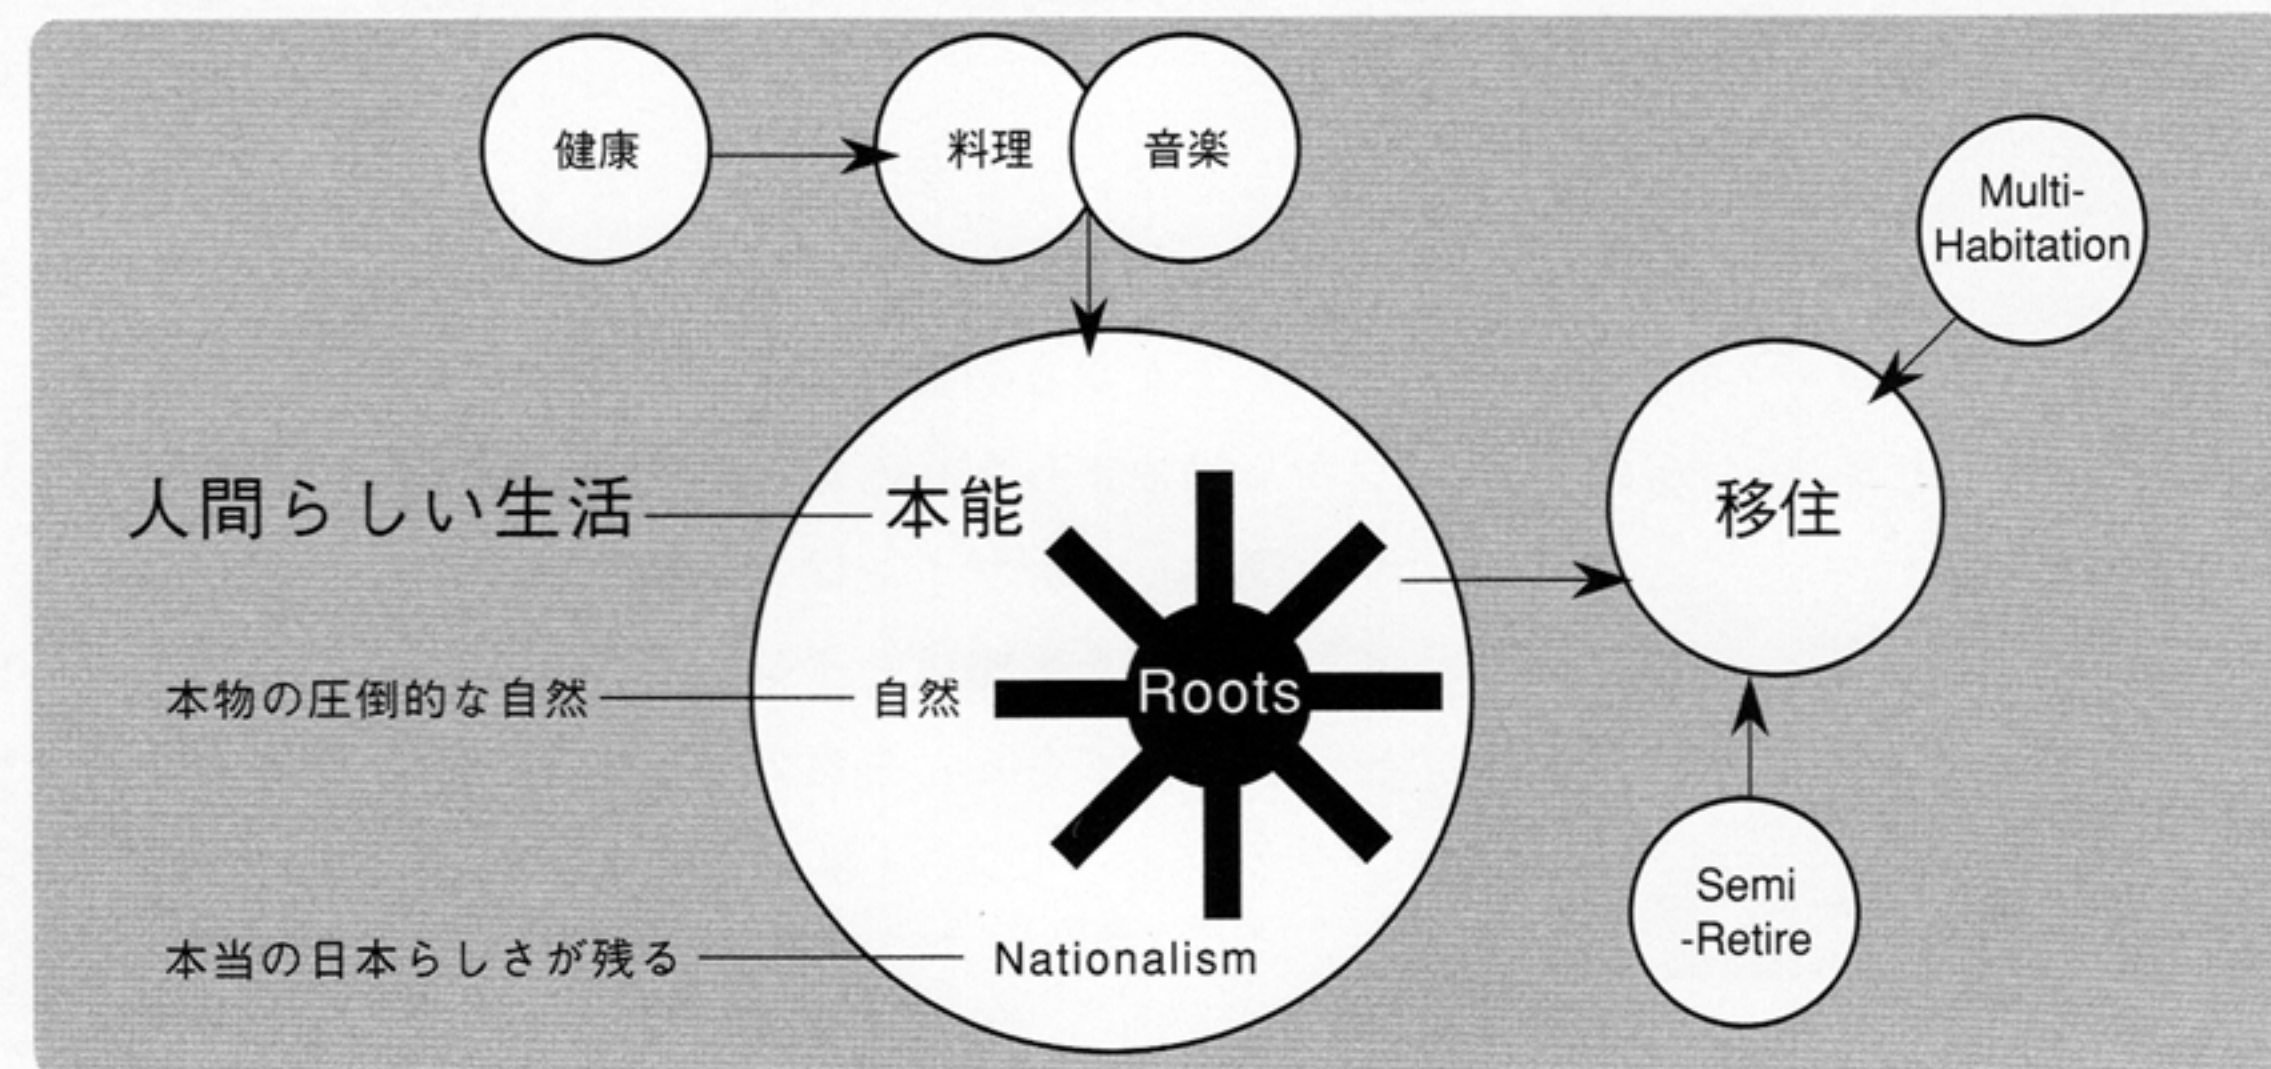 健康
料理
音楽
Multi-
Habitation
人間らしい生活
本能
移住
本物の圧倒的な自然
自然
Roots
Semi
-Retire
本当の日本らしさが残る
Nationalism